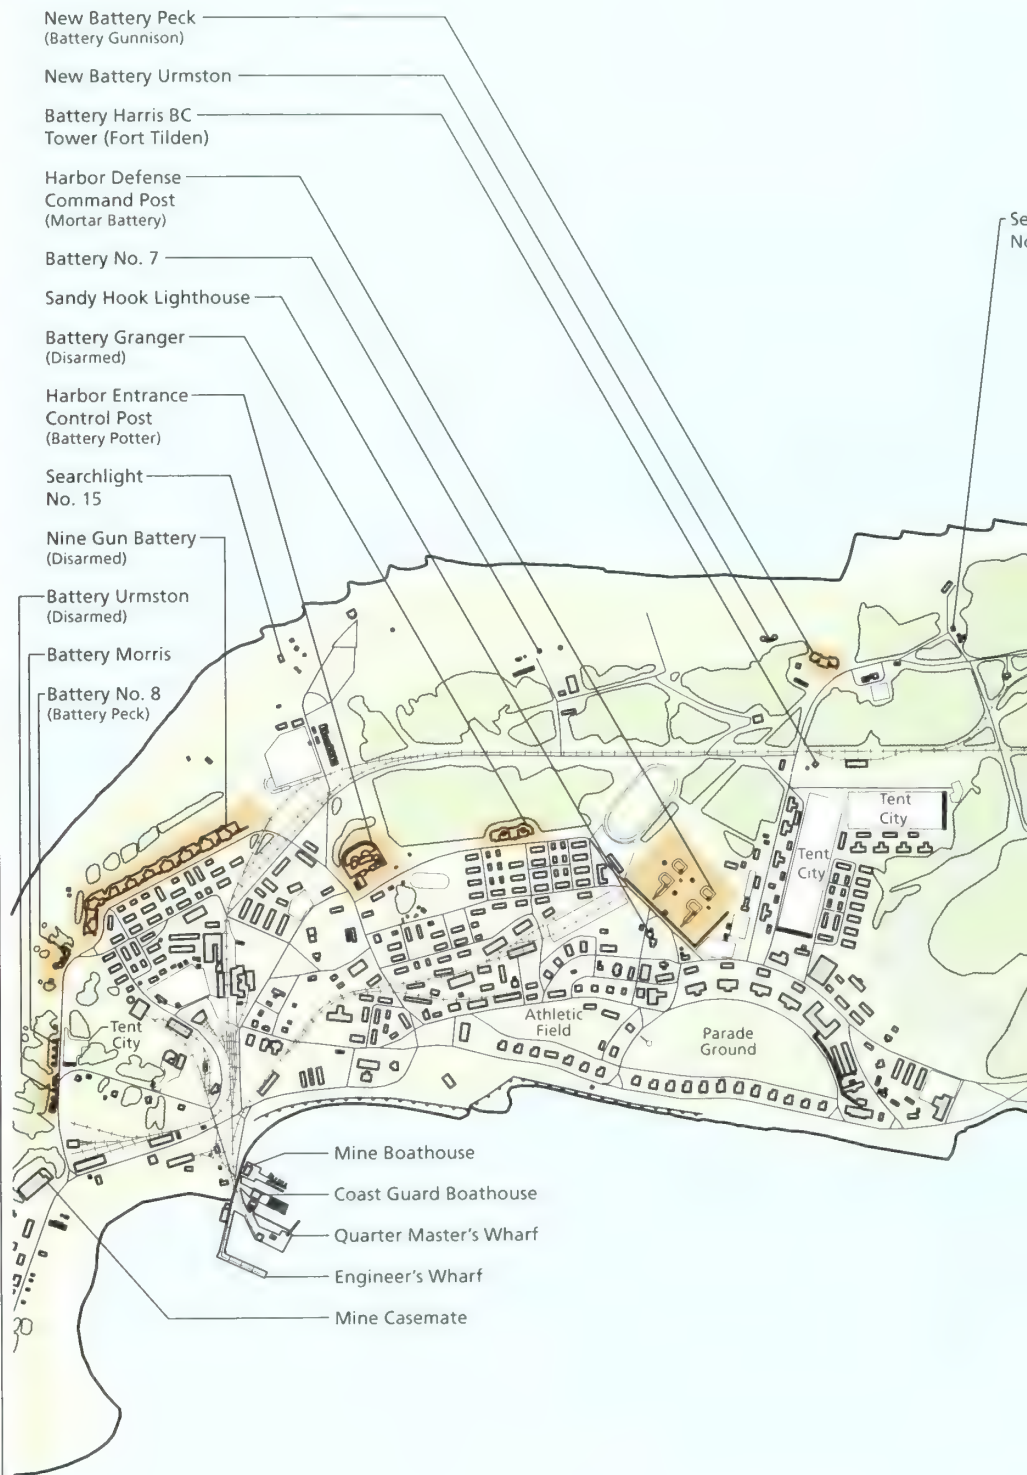 New Battery Peck
(Battery Gunnison)
New Battery Urmston
Battery Harris BC
Tower (Fort Tilden)
Harbor Defense
Command Post
(Mortar Battery)
Battery No. 7
Sandy Hook Lighthouse
Battery Granger
(Disarmed)
Harbor Entrance
Control Post
(Battery Potter)
Searchlight
No. 15
Nine Gun Battery
(Disarmed)
Battery Urmston
(Disarmed)
Battery Morris
Battery No. 8
(Battery Peck)
Se
No
Tent
City
Tent
City
Tent
City
Athletic
Field
Parade
Ground
Mine Boathouse
Coast Guard Boathouse
Quarter Master's Wharf
Engineer's Wharf
Mine Casemate